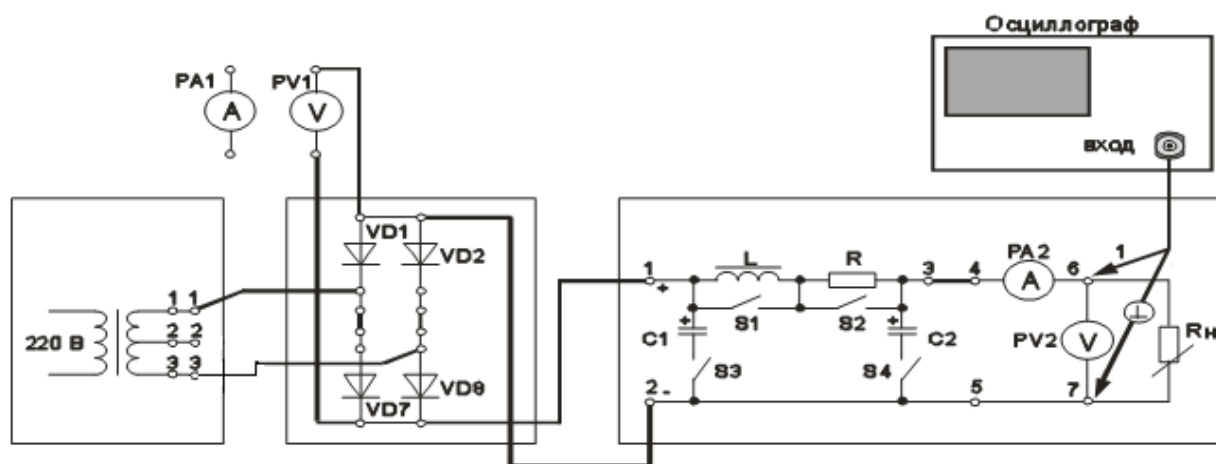 Осциллограф
PA1
A
PV1
V
вход
VD1
VD2
220 В
1 1
2 2
3 3
VD7
VD8
1
+
L
R
3
4
PA2
A
6
1
S1
S2
+
C1
+
C2
S3
S4
PV2
V
⊥
Rн
2 -
5
7